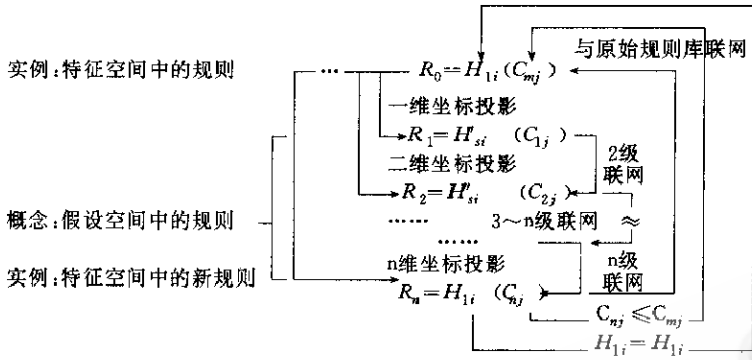 与原始规则库联网
实例:特征空间中的规则 … R₀=H₁ᵢ(Cₘⱼ)
一维坐标投影
R₁=H′ₛᵢ (C₁ⱼ)
2级
联网
二维坐标投影
R₂=H″ₛᵢ (C₂ⱼ)
概念:假设空间中的规则 …… 3~n级联网 ≈
……
n维坐标投影
n级
联网
实例:特征空间中的新规则
Rₙ=H₁ᵢ (Cₙⱼ)
Cₙⱼ≤Cₘⱼ
H₁ᵢ=H₁ᵢ